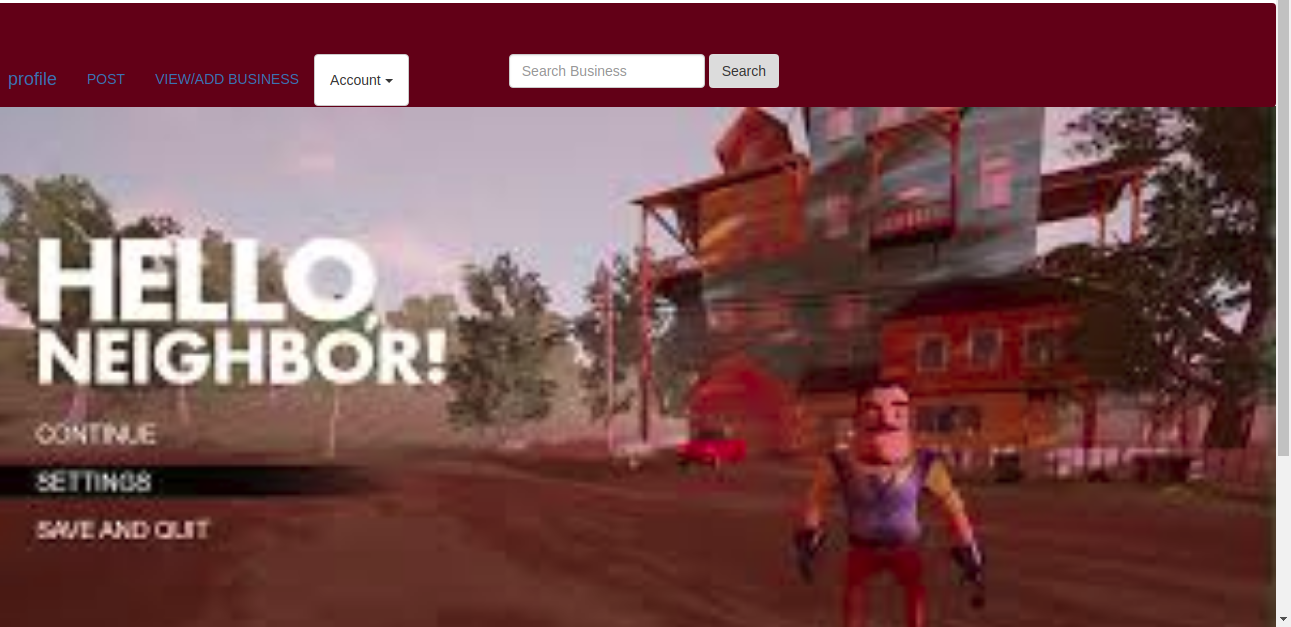 profile POST VIEW/ADD BUSINESS Account Search Business Search
HELLO,
NEIGHBOR!
CONTINUE
SETTINGS
SAVE AND QUIT